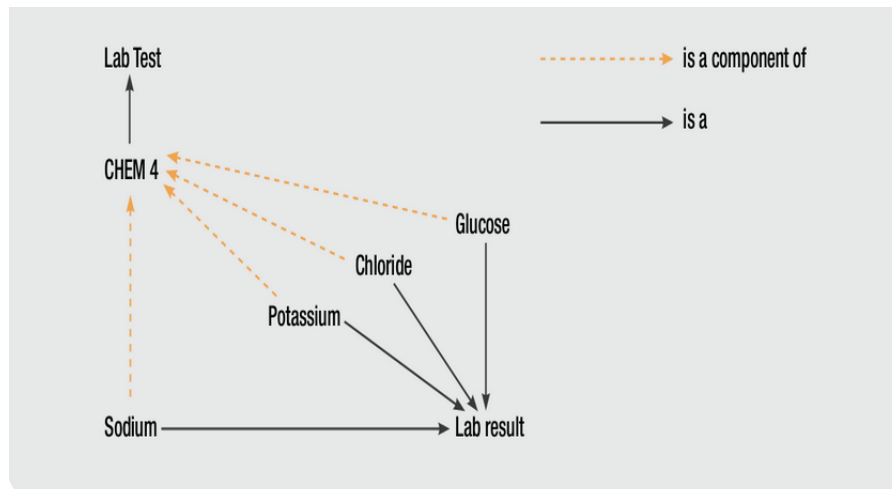 Lab Test
is a component of
is a
CHEM 4
Glucose
Chloride
Potassium
Sodium
Lab result